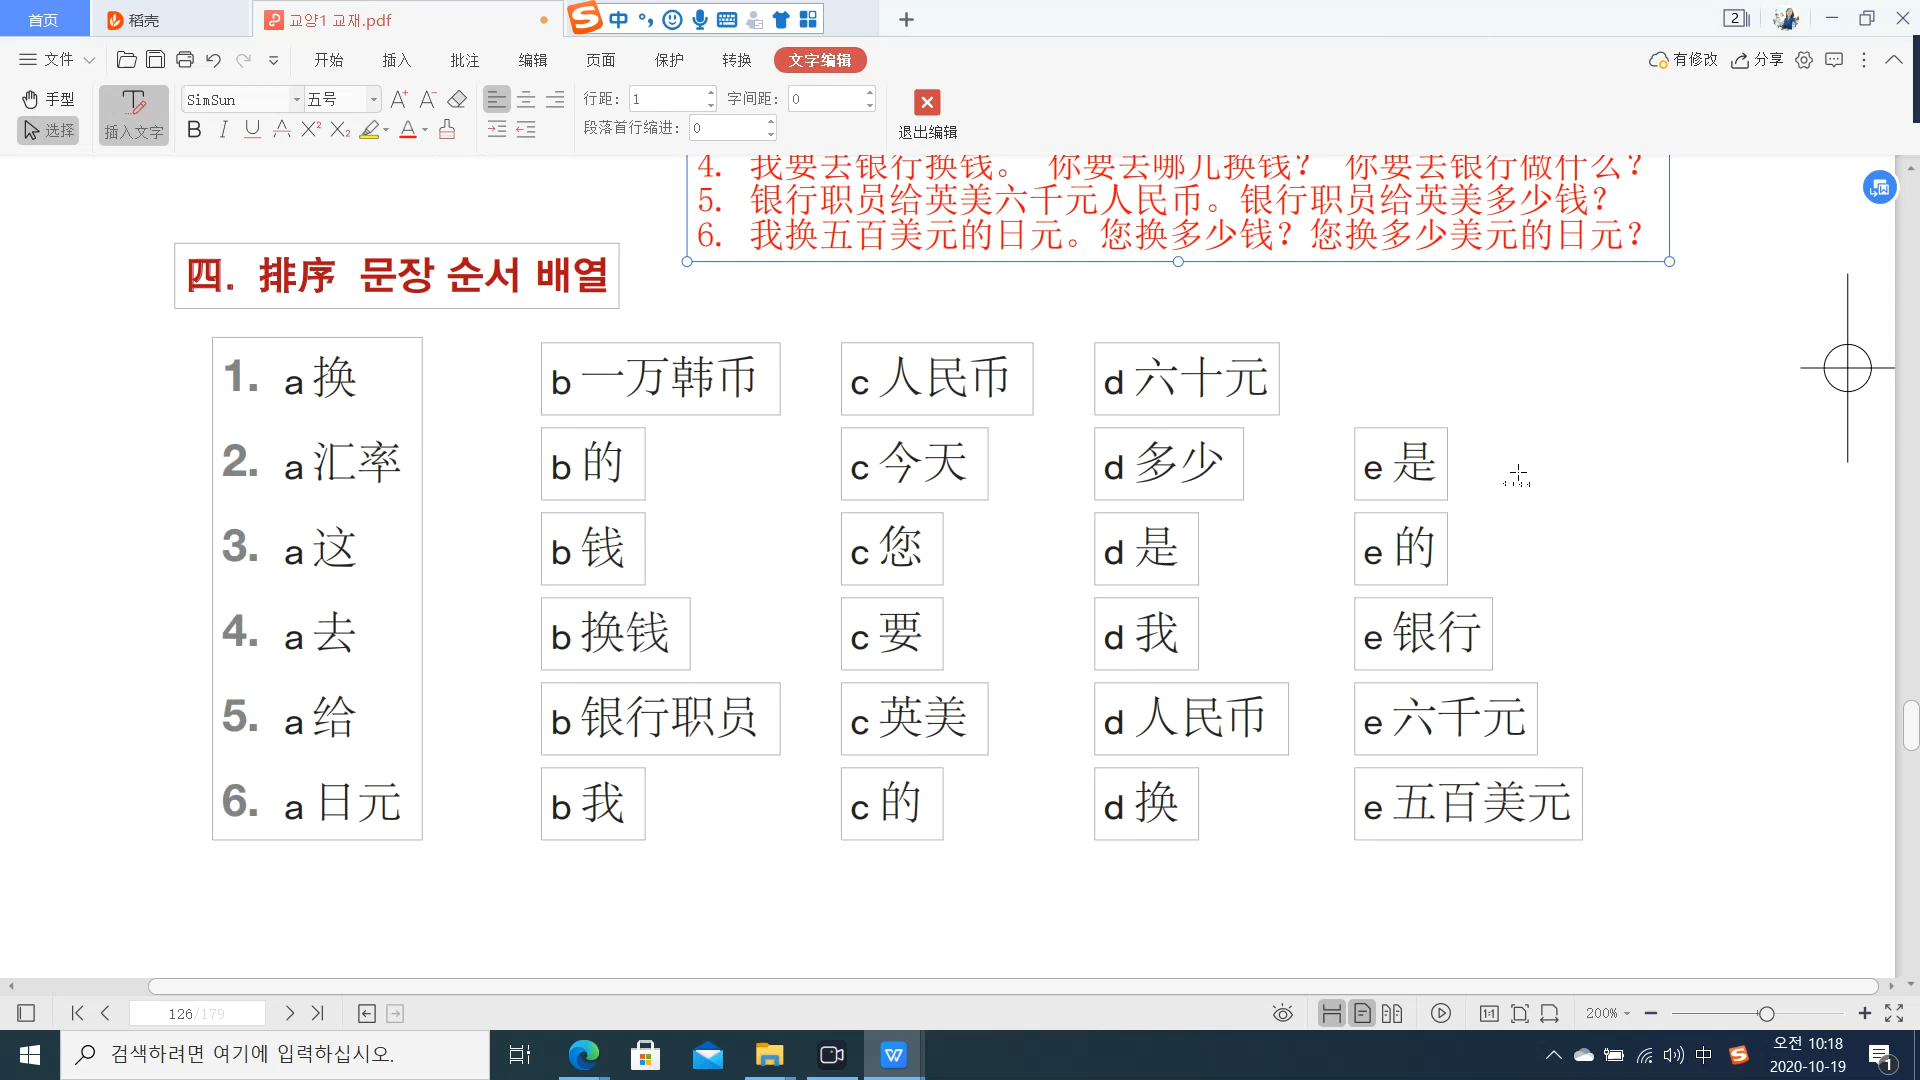 首页
稻壳
교양1 교재.pdf
中
2
文件
开始 插入 批注 编辑 页面 保护 转换 文字编辑
有修改 分享
手型
选择
插入文字
SimSun 五号
行距: 1 字间距: 0
段落首行缩进: 0
退出编辑
4. 我要去银行换钱。 你要去哪儿换钱? 你要去银行做什么?
5. 银行职员给英美六千元人民币。银行职员给英美多少钱?
6. 我换五百美元的日元。您换多少钱?您换多少美元的日元?
四. 排序 문장 순서 배열
1. a 换 b 一万韩币 c 人民币 d 六十元
2. a 汇率 b 的 c 今天 d 多少 e 是
3. a 这 b 钱 c 您 d 是 e 的
4. a 去 b 换钱 c 要 d 我 e 银行
5. a 给 b 银行职员 c 英美 d 人民币 e 六千元
6. a 日元 b 我 c 的 d 换 e 五百美元
126/179
200%
검색하려면 여기에 입력하십시오.
中
오전 10:18
2020-10-19
1